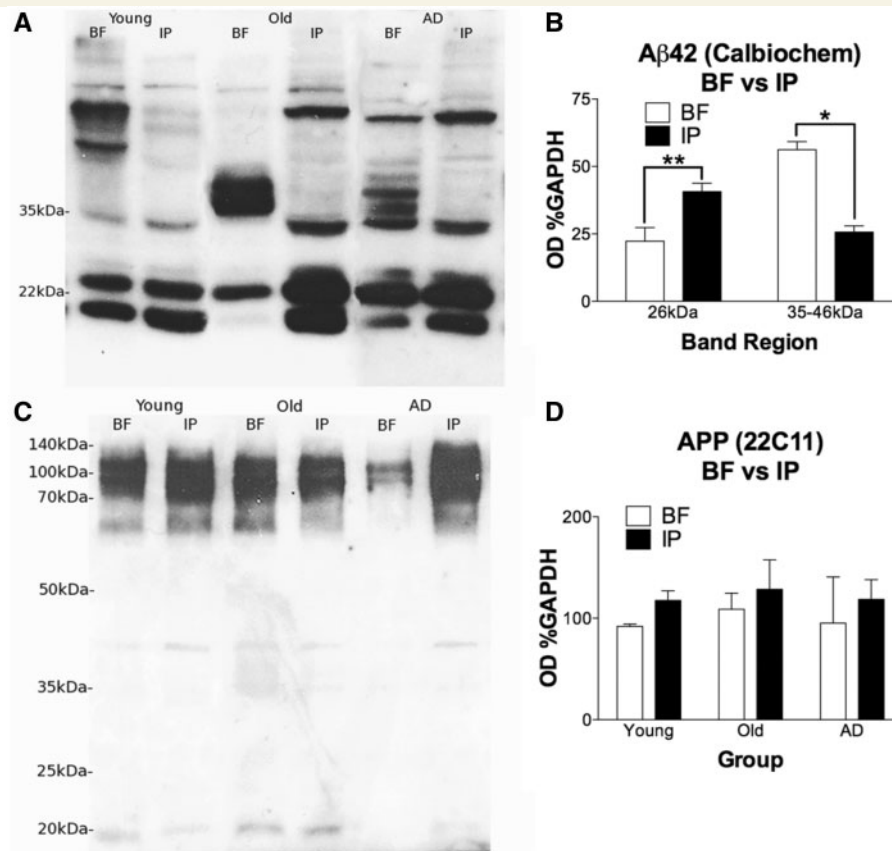 A
Young Old AD
BF IP BF IP BF IP
35kDa-
22kDa-
B
Aβ42 (Calbiochem)
BF vs IP
75
50
25
0
OD %GAPDH
BF
IP
**
*
26kDa 35-46kDa
Band Region
C
Young Old AD
BF IP BF IP BF IP
140kDa-
100kDa-
70kDa-
50kDa-
35kDa-
25kDa-
20kDa-
D
APP (22C11)
BF vs IP
200
100
0
OD %GAPDH
BF
IP
Young Old AD
Group